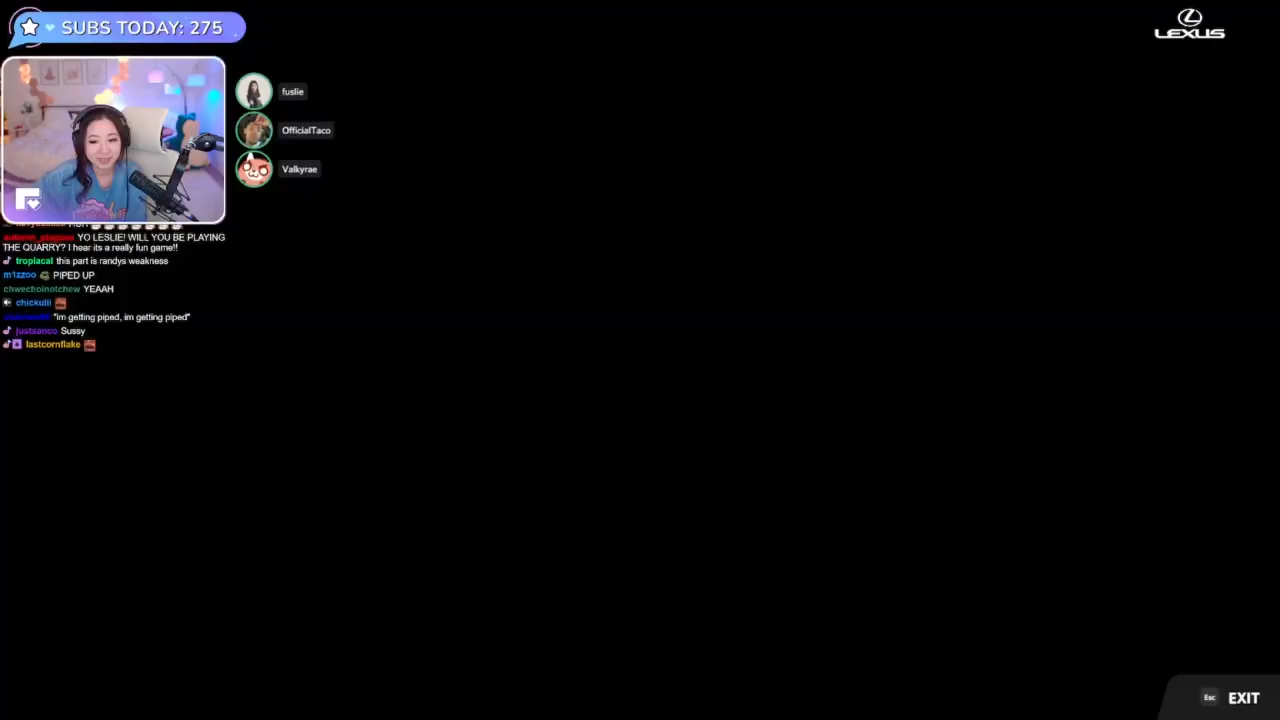 SUBS TODAY: 275
LEXUS
fuslie
OfficialTaco
Valkyrae
YO LESLIE! WILL YOU BE PLAYING
THE QUARRY? I hear its a really fun game!!
troplacal this part is randys weakness
m1zzoo PIPED UP
chwechoinotchew YEAAH
chickulii
"im getting piped, im getting piped"
justsanco Sussy
lastcornflake
Esc EXIT